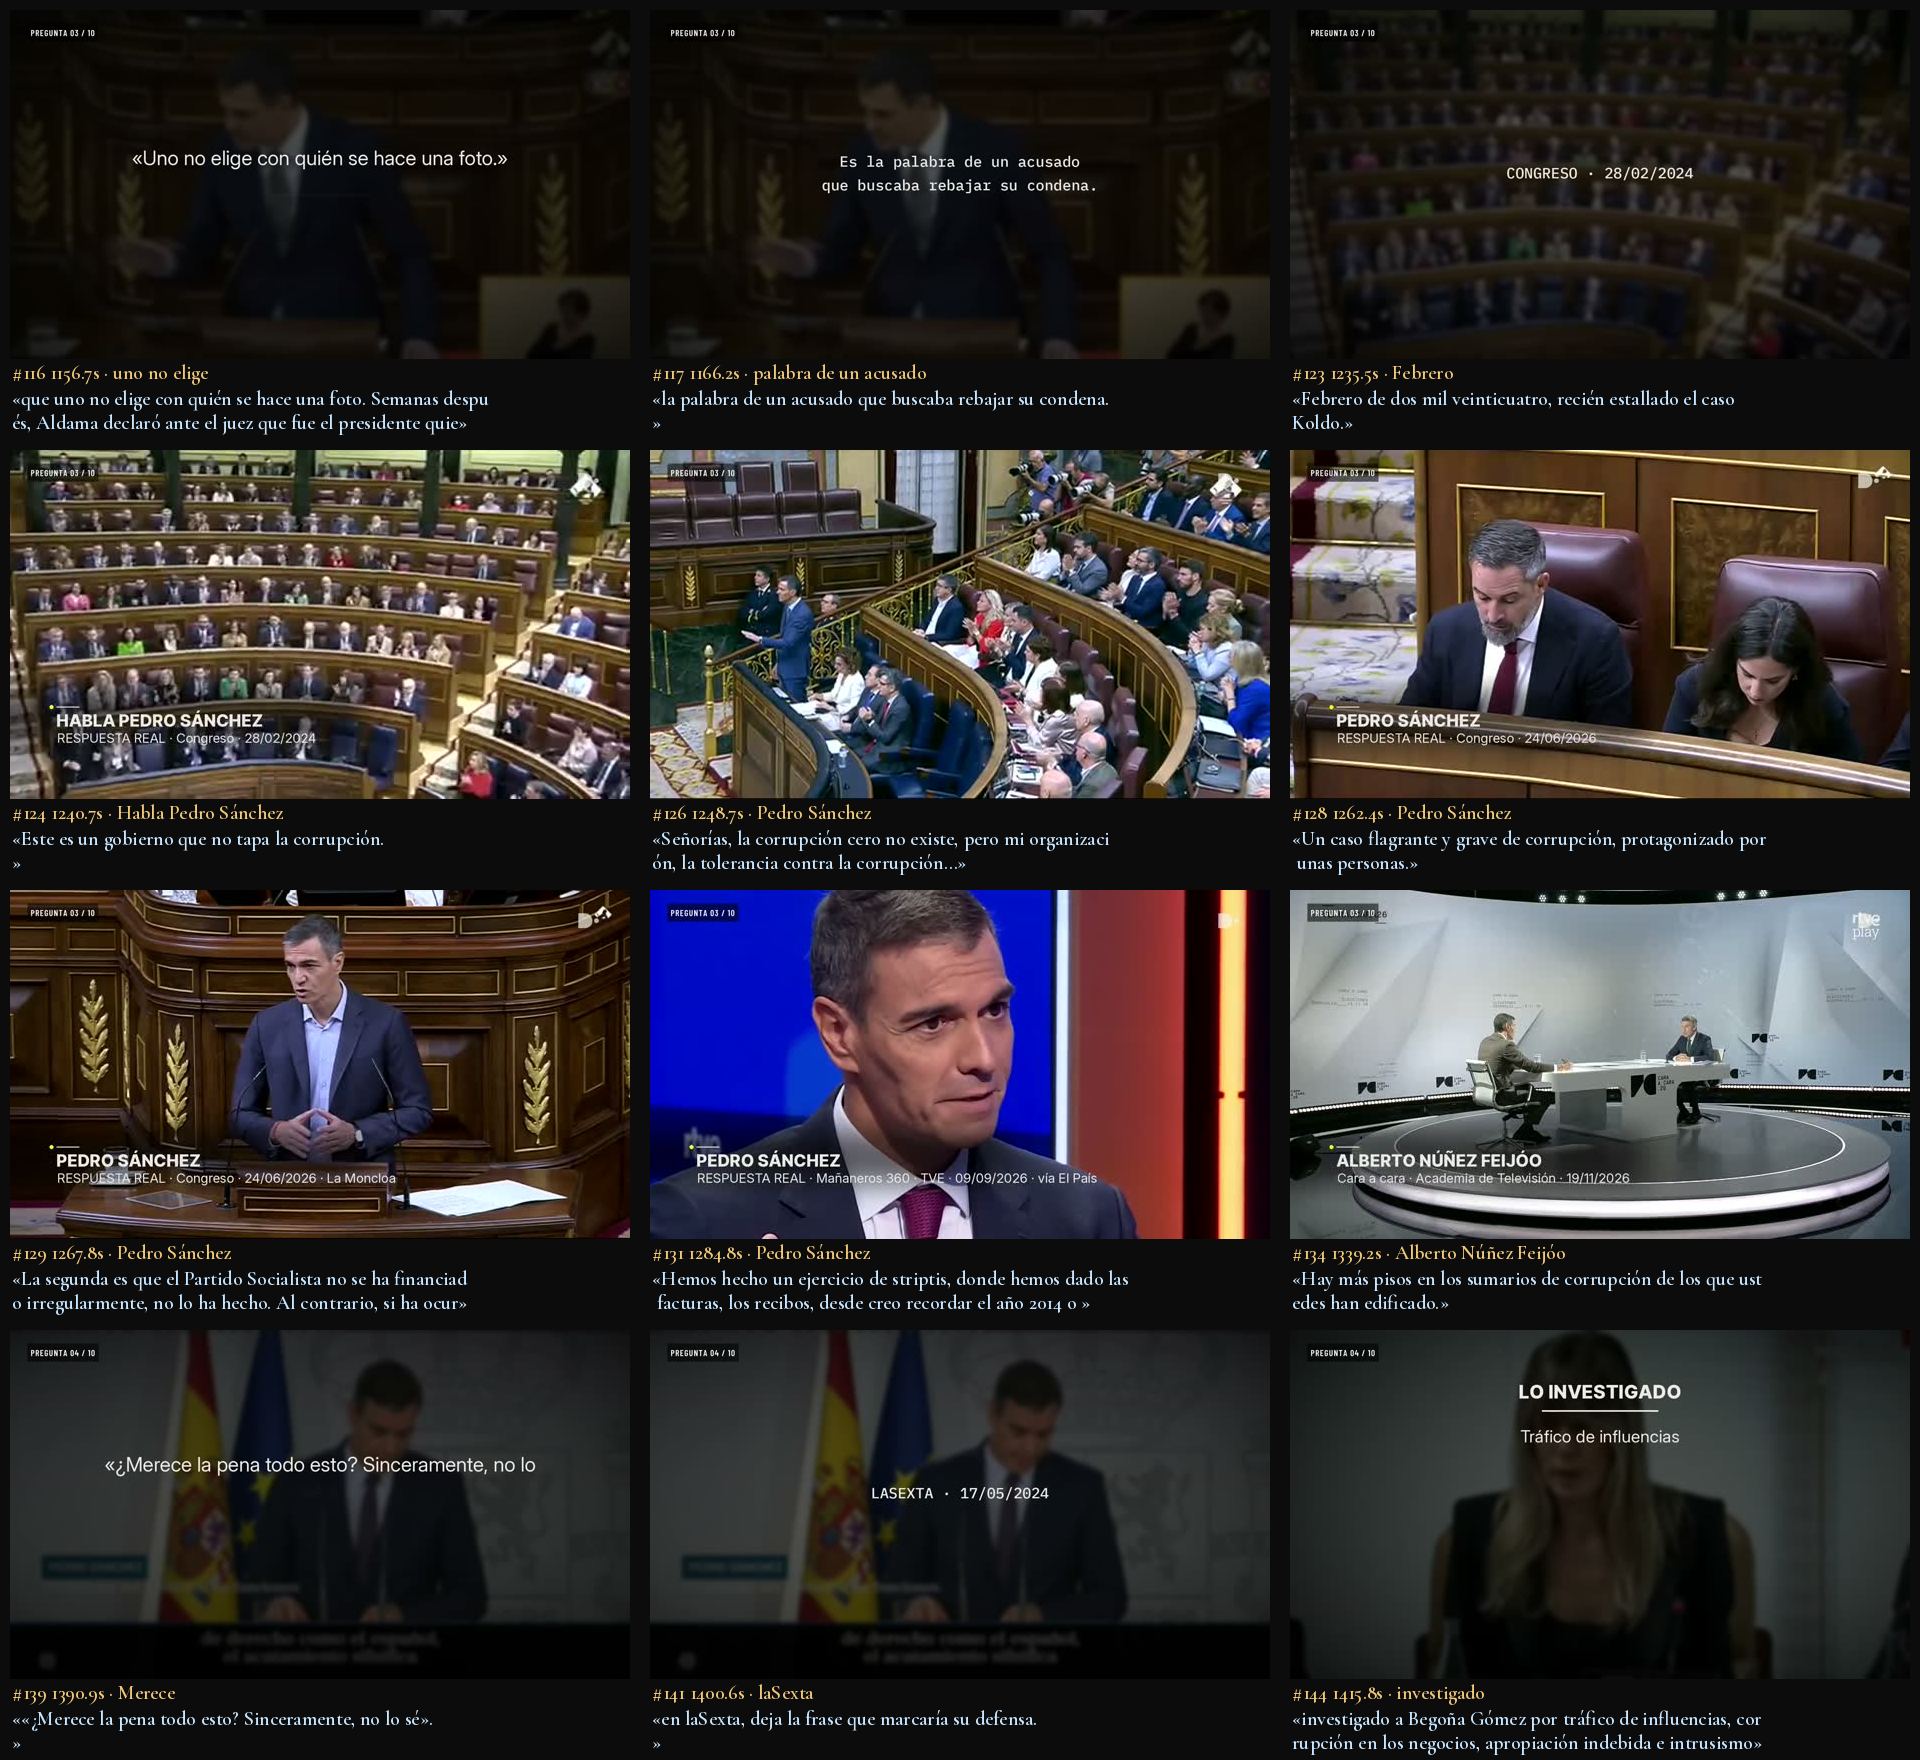 PREGUNTA 03 / 10
«Uno no elige con quién se hace una foto.»
#116 1156.7s · uno no elige
«que uno no elige con quién se hace una foto. Semanas despu
és, Aldama declaró ante el juez que fue el presidente quie»
PREGUNTA 03 / 10
Es la palabra de un acusado
que buscaba rebajar su condena.
#117 1166.2s · palabra de un acusado
«la palabra de un acusado que buscaba rebajar su condena.
»
PREGUNTA 03 / 10
CONGRESO · 28/02/2024
#123 1235.5s · Febrero
«Febrero de dos mil veinticuatro, recién estallado el caso
Koldo.»
PREGUNTA 03 / 10
HABLA PEDRO SÁNCHEZ
RESPUESTA REAL · Congreso · 28/02/2024
#124 1240.7s · Habla Pedro Sánchez
«Este es un gobierno que no tapa la corrupción.
»
PREGUNTA 03 / 10
#126 1248.7s · Pedro Sánchez
«Señorías, la corrupción cero no existe, pero mi organizaci
ón, la tolerancia contra la corrupción...»
PREGUNTA 03 / 10
PEDRO SÁNCHEZ
RESPUESTA REAL · Congreso · 24/06/2026
#128 1262.4s · Pedro Sánchez
«Un caso flagrante y grave de corrupción, protagonizado por
unas personas.»
PREGUNTA 03 / 10
PEDRO SÁNCHEZ
RESPUESTA REAL · Congreso · 24/06/2026 · La Moncloa
#129 1267.8s · Pedro Sánchez
«La segunda es que el Partido Socialista no se ha financiad
o irregularmente, no lo ha hecho. Al contrario, si ha ocur»
PREGUNTA 03 / 10
rtve
PEDRO SÁNCHEZ
RESPUESTA REAL · Mañaneros 360 · TVE · 09/09/2026 · vía El País
#131 1284.8s · Pedro Sánchez
«Hemos hecho un ejercicio de striptis, donde hemos dado las
facturas, los recibos, desde creo recordar el año 2014 o »
PREGUNTA 03 / 10
26
rtve
play
CARA
A CARA
ALBERTO NÚÑEZ FEIJÓO
Cara a cara · Academia de Televisión · 19/11/2026
#134 1339.2s · Alberto Núñez Feijóo
«Hay más pisos en los sumarios de corrupción de los que ust
edes han edificado.»
PREGUNTA 04 / 10
«¿Merece la pena todo esto? Sinceramente, no lo
PEDRO SÁNCHEZ
de derecho como el español,
#139 1390.9s · Merece
««¿Merece la pena todo esto? Sinceramente, no lo sé».
»
PREGUNTA 04 / 10
LASEXTA · 17/05/2024
PEDRO SÁNCHEZ
de derecho como el español,
#141 1400.6s · laSexta
«en laSexta, deja la frase que marcaría su defensa.
»
PREGUNTA 04 / 10
LO INVESTIGADO
Tráfico de influencias
#144 1415.8s · investigado
«investigado a Begoña Gómez por tráfico de influencias, cor
rupción en los negocios, apropiación indebida e intrusismo»